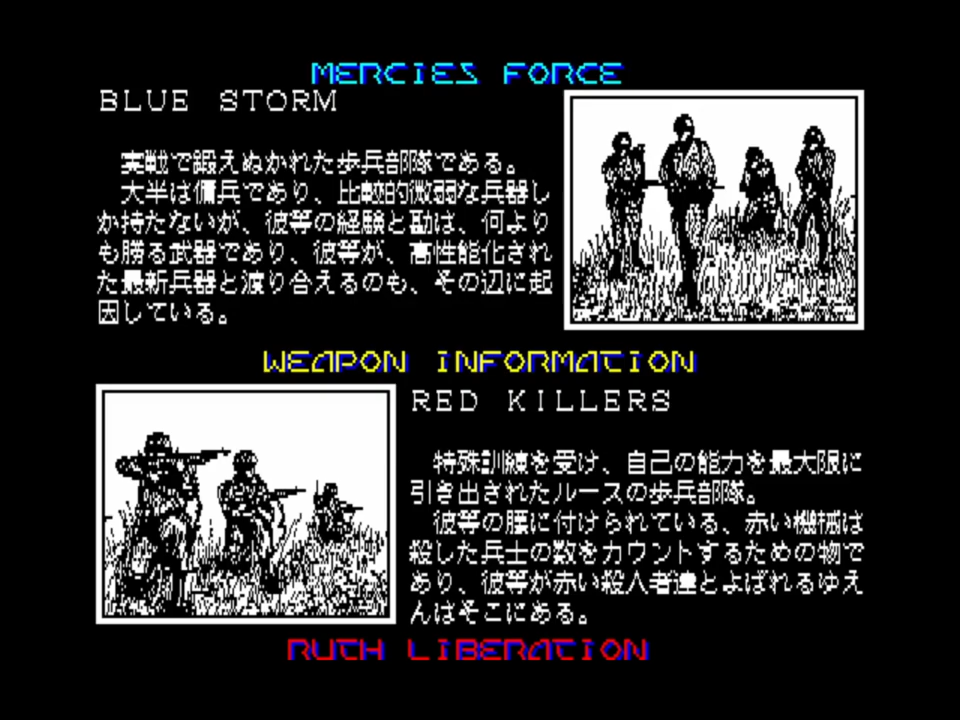 MERCIES FORCE
BLUE STORM
実戦で鍛えぬかれた歩兵部隊である。
大半は傭兵であり、比較的微弱な兵器し
か持たないが、彼等の経験と勘は、何より
も勝る武器であり、彼等が、高性能化され
た最新兵器と渡り合えるのも、その辺に起
因している。
WEAPON INFORMATION
RED KILLERS
特殊訓練を受け、自己の能力を最大限に
引き出されたルースの歩兵部隊。
彼等の腰に付けられている、赤い機械は
殺した兵士の数をカウントするための物で
あり、彼等が赤い殺人者達とよばれるゆえ
んはそこにある。
RUTH LIBERATION